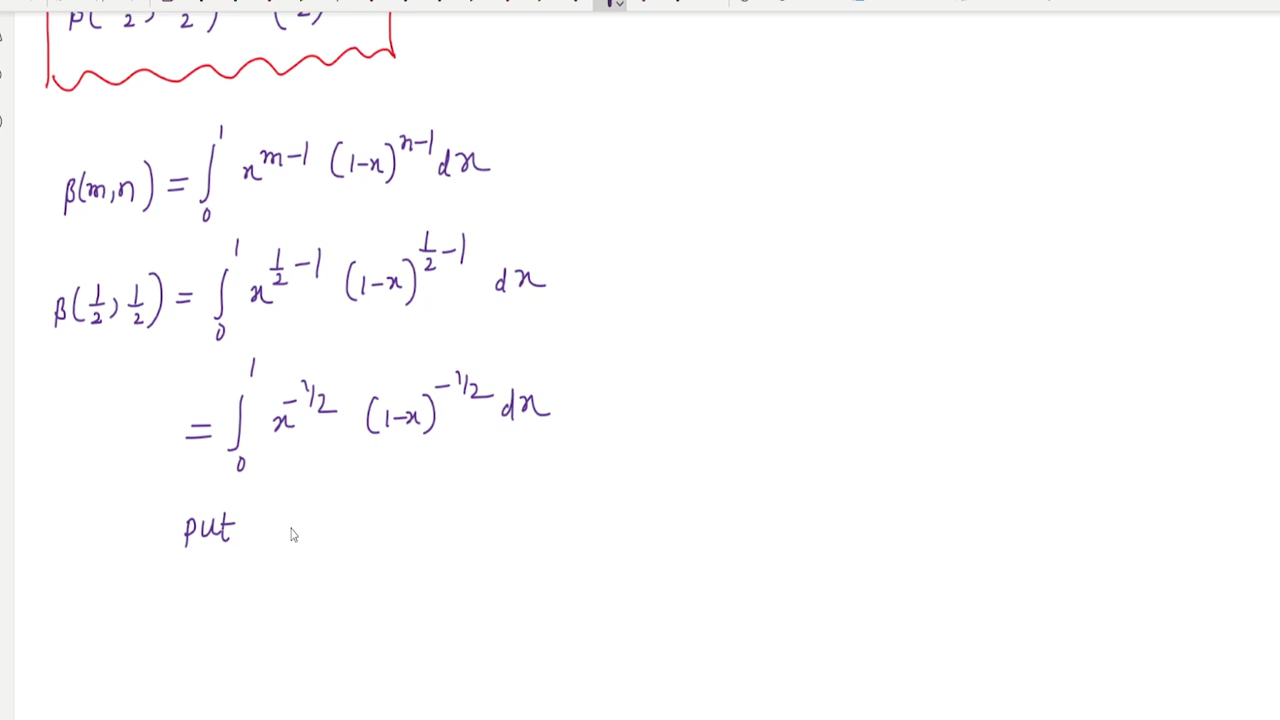 β(m,n) = ∫₀¹ x^(m-1) (1-x)^(n-1) dx
β(1/2, 1/2) = ∫₀¹ x^(1/2 -1) (1-x)^(1/2 -1) dx
= ∫₀¹ x^(-1/2) (1-x)^(-1/2) dx
put